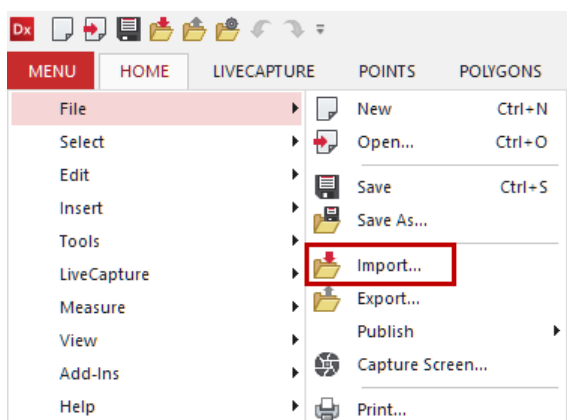 Dx
MENU HOME LIVECAPTURE POINTS POLYGONS
File
Select
Edit
Insert
Tools
LiveCapture
Measure
View
Add-Ins
Help
New Ctrl+N
Open... Ctrl+O
Save Ctrl+S
Save As...
Import...
Export...
Publish
Capture Screen...
Print...